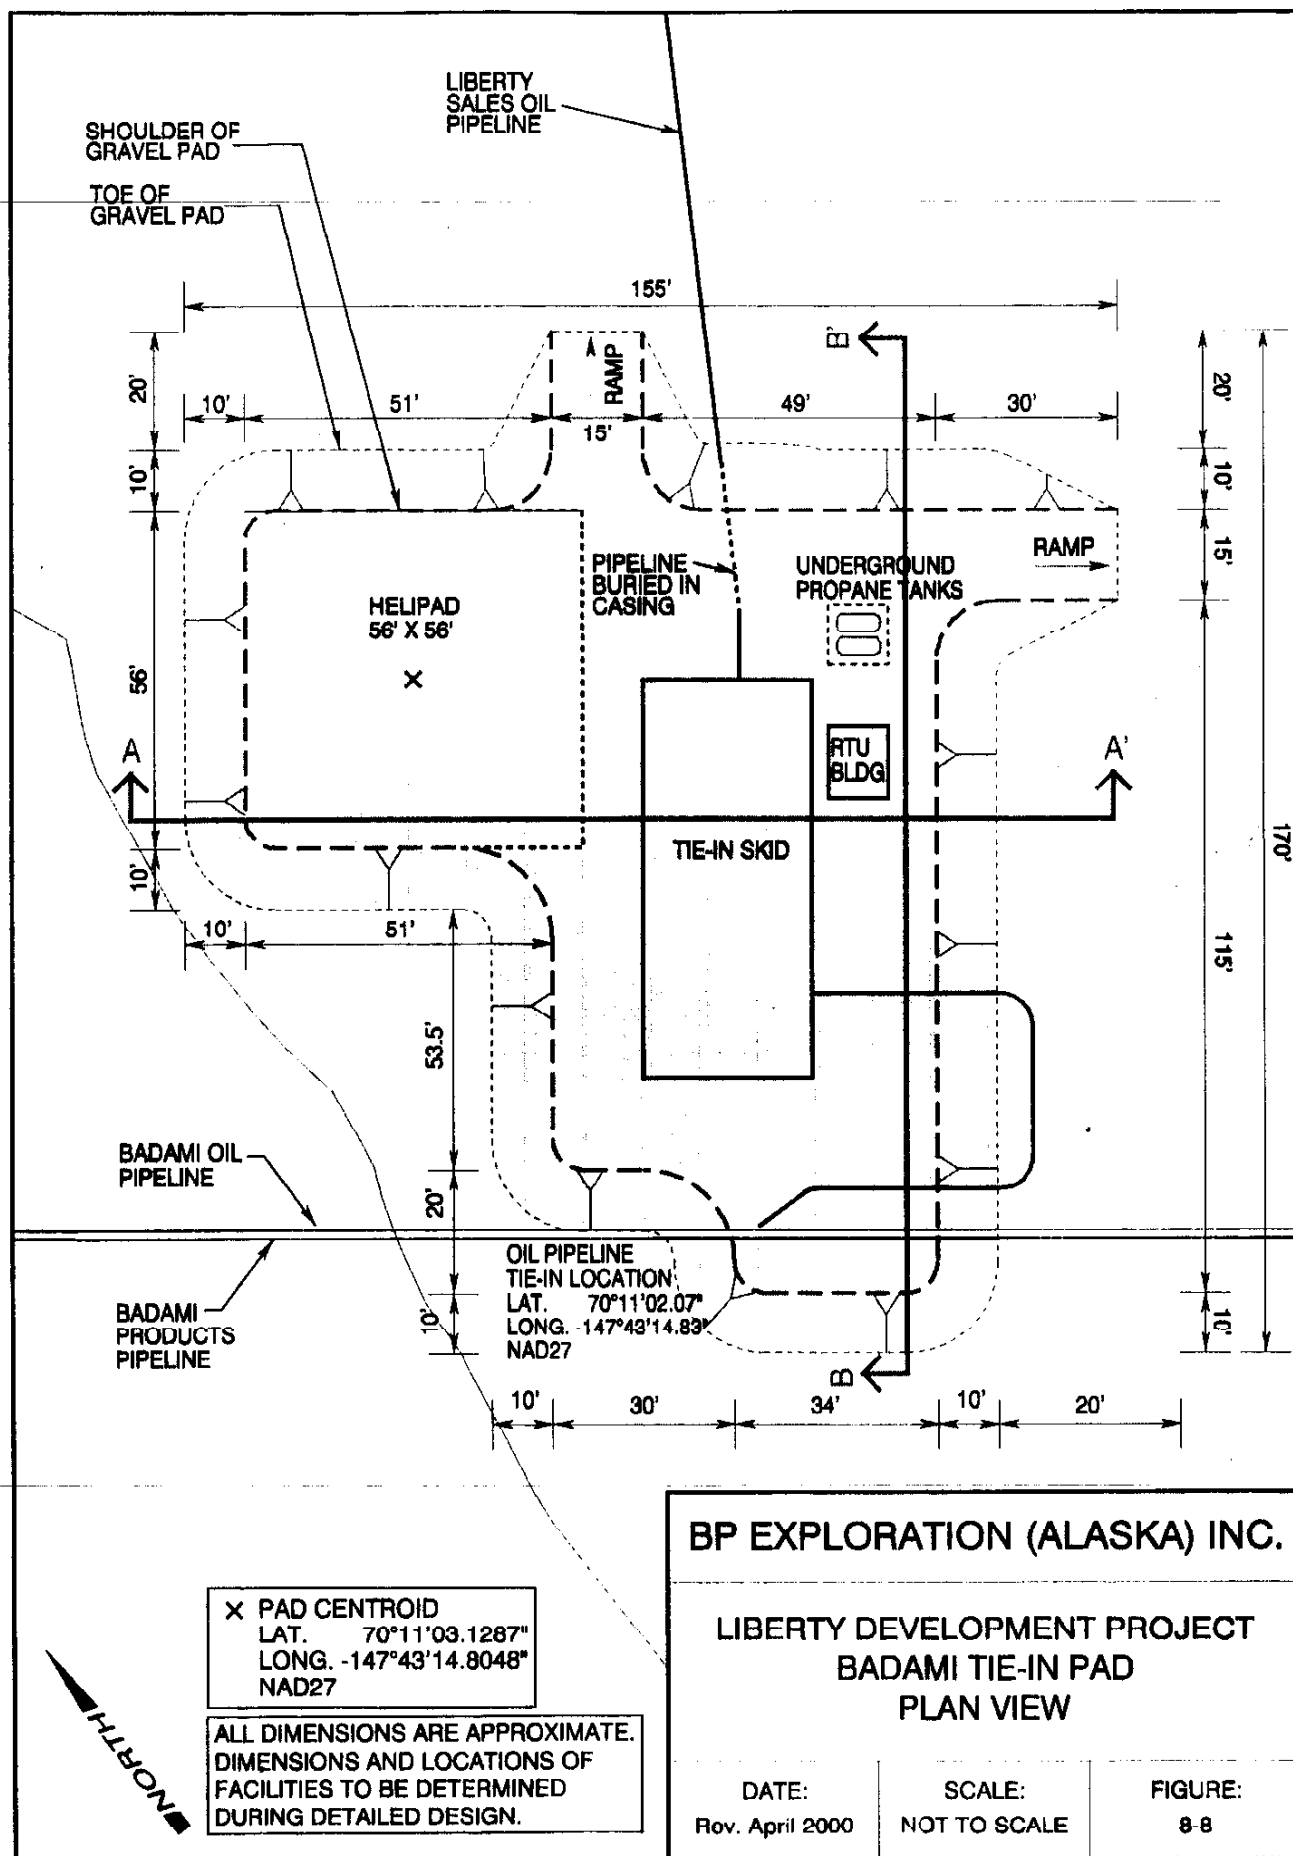 LIBERTY
SALES OIL
PIPELINE
SHOULDER OF
GRAVEL PAD
TOE OF
GRAVEL PAD
155'
B'
20'
RAMP
20'
10'
51'
15'
49'
30'
10'
10'
PIPELINE
BURIED IN
CASING
UNDERGROUND
PROPANE TANKS
RAMP
15'
HELIPAD
56' X 56'
56'
A
RTU
BLDG
A'
TIE-IN SKID
170'
10'
10'
51'
115'
53.5'
BADAMI OIL
PIPELINE
20'
OIL PIPELINE
TIE-IN LOCATION
LAT. 70°11'02.07"
LONG. -147°43'14.83"
NAD27
BADAMI
PRODUCTS
PIPELINE
10'
10'
B
10'
30'
34'
10'
20'
BP EXPLORATION (ALASKA) INC.
LIBERTY DEVELOPMENT PROJECT
BADAMI TIE-IN PAD
PLAN VIEW
X PAD CENTROID
LAT. 70°11'03.1287"
LONG. -147°43'14.8048"
NAD27
NORTH
ALL DIMENSIONS ARE APPROXIMATE.
DIMENSIONS AND LOCATIONS OF
FACILITIES TO BE DETERMINED
DURING DETAILED DESIGN.
DATE:
Rev. April 2000
SCALE:
NOT TO SCALE
FIGURE:
8-8